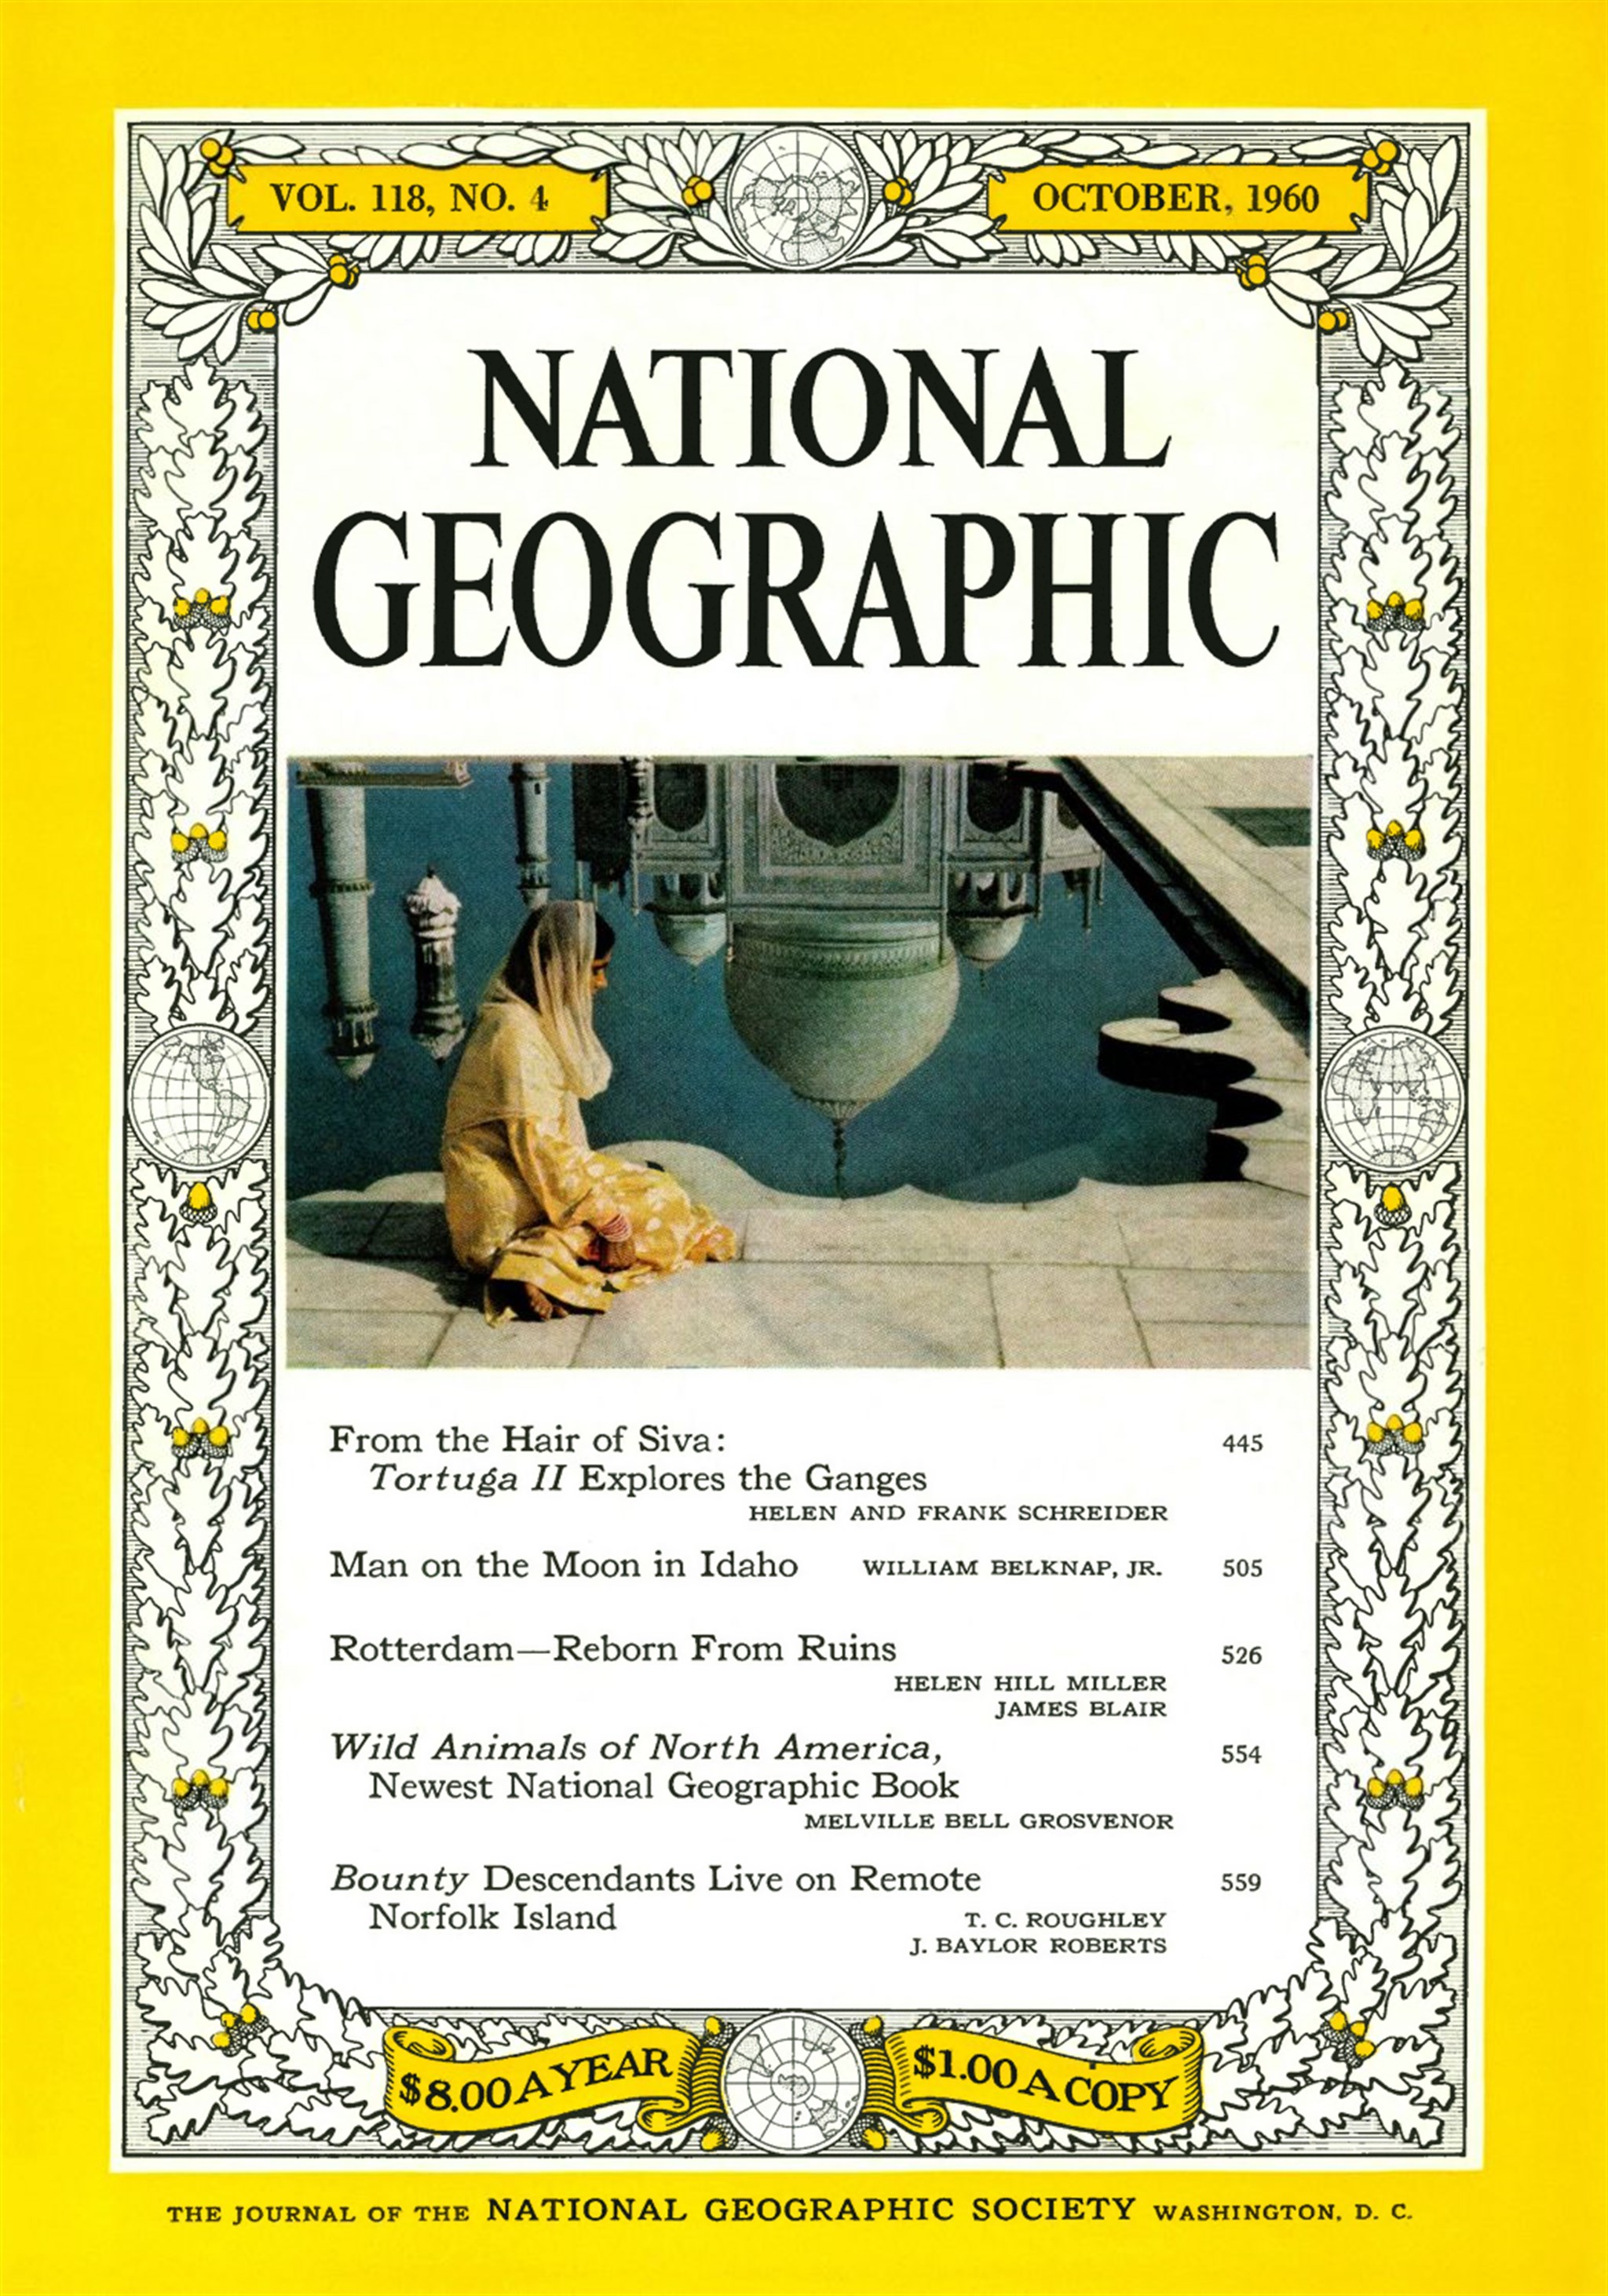 VOL. 118, NO. 4
OCTOBER, 1960
NATIONAL
GEOGRAPHIC
From the Hair of Siva: 445
Tortuga II Explores the Ganges
HELEN AND FRANK SCHREIDER
Man on the Moon in Idaho WILLIAM BELKNAP, JR. 505
Rotterdam—Reborn From Ruins 526
HELEN HILL MILLER
JAMES BLAIR
Wild Animals of North America, 554
Newest National Geographic Book
MELVILLE BELL GROSVENOR
Bounty Descendants Live on Remote 559
Norfolk Island T. C. ROUGHLEY
J. BAYLOR ROBERTS
$8.00 A YEAR
$1.00 A COPY
THE JOURNAL OF THE NATIONAL GEOGRAPHIC SOCIETY WASHINGTON, D. C.